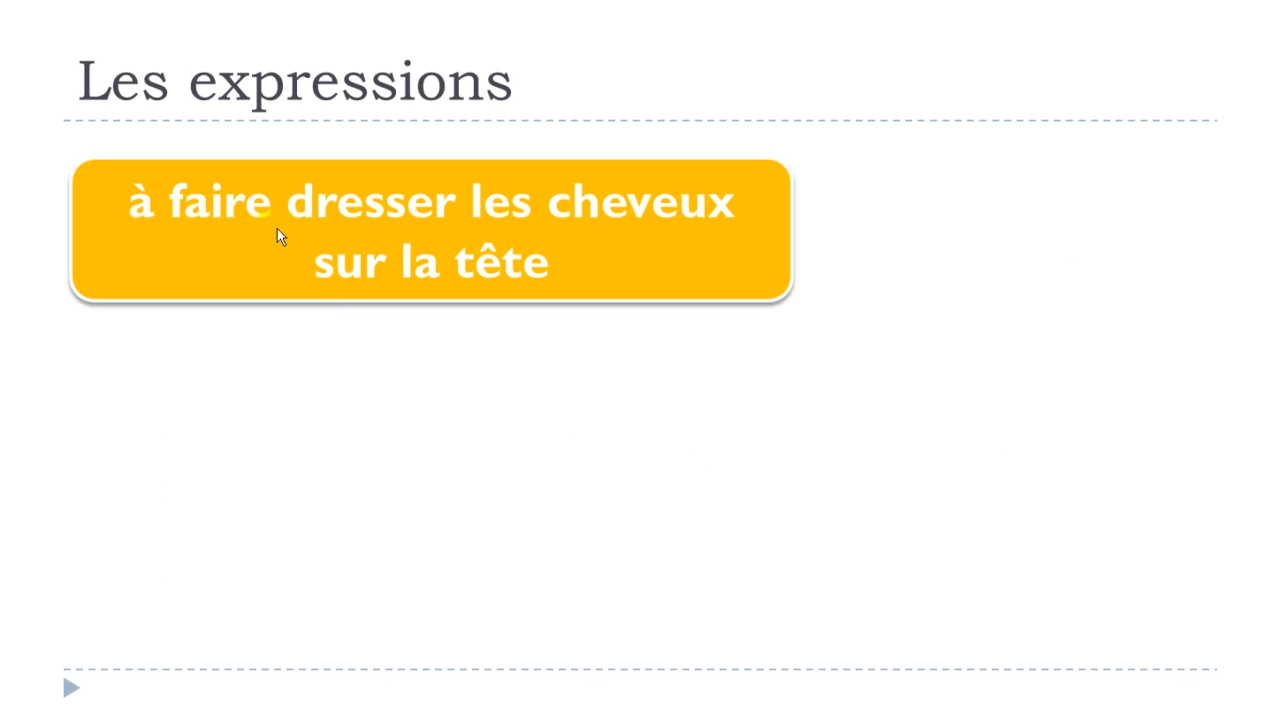 Les expressions
à faire dresser les cheveux
sur la tête